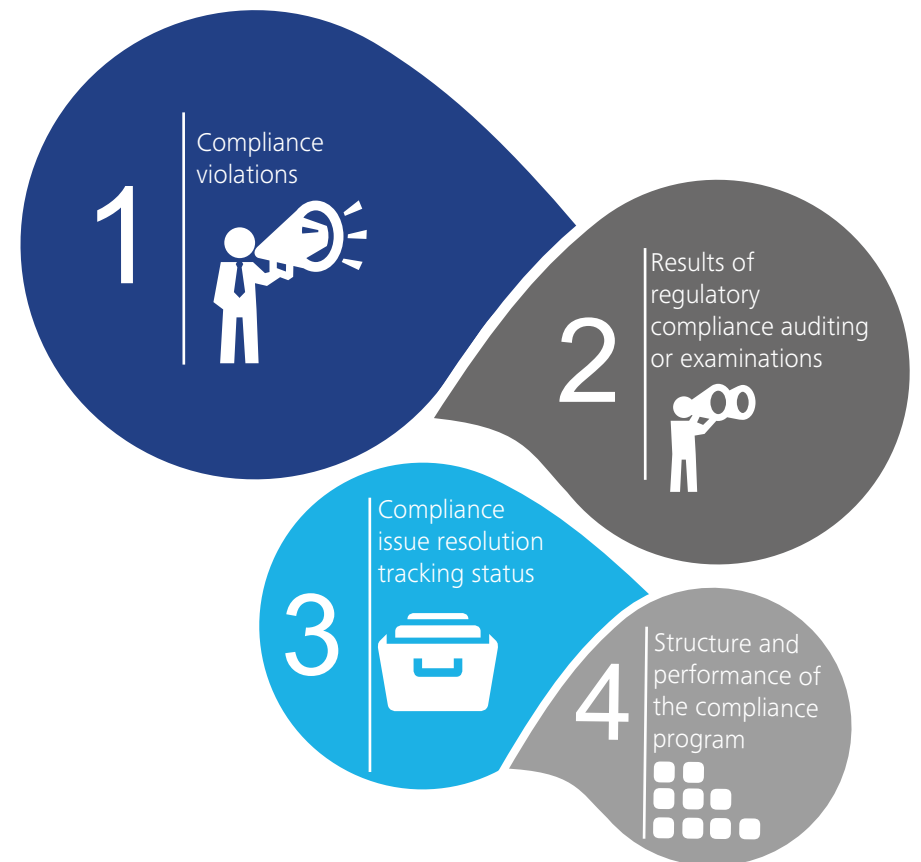 1
Compliance
violations
2
Results of
regulatory
compliance auditing
or examinations
3
Compliance
issue resolution
tracking status
4
Structure and
performance of
the compliance
program